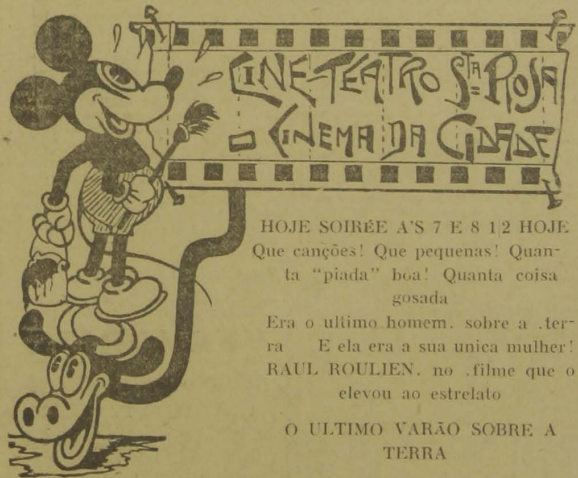 CINE-TEATRO STA ROSA
O CINEMA DA CIDADE
HOJE SOIRÉE A'S 7 E 8 1|2 HOJE
Que canções! Que pequenas! Quan-
ta "piada" boa! Quanta coisa
gosada
Era o ultimo homem. sobre a .ter-
ra E ela era a sua unica mulher!
RAUL ROULIEN. no .filme que o
elevou ao estrelato
O ULTIMO VARÃO SOBRE A
TERRA